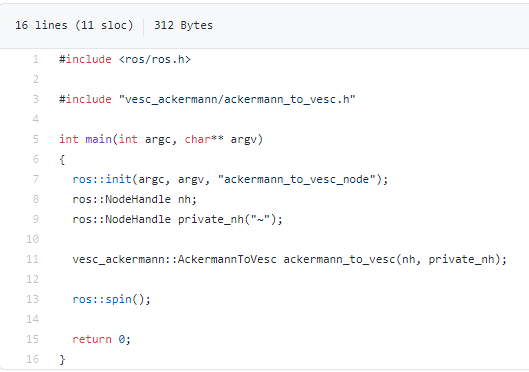 16 lines (11 sloc) 312 Bytes
1 #include <ros/ros.h>
2
3 #include "vesc_ackermann/ackermann_to_vesc.h"
4
5 int main(int argc, char** argv)
6 {
7 ros::init(argc, argv, "ackermann_to_vesc_node");
8 ros::NodeHandle nh;
9 ros::NodeHandle private_nh("~");
10
11 vesc_ackermann::AckermannToVesc ackermann_to_vesc(nh, private_nh);
12
13 ros::spin();
14
15 return 0;
16 }